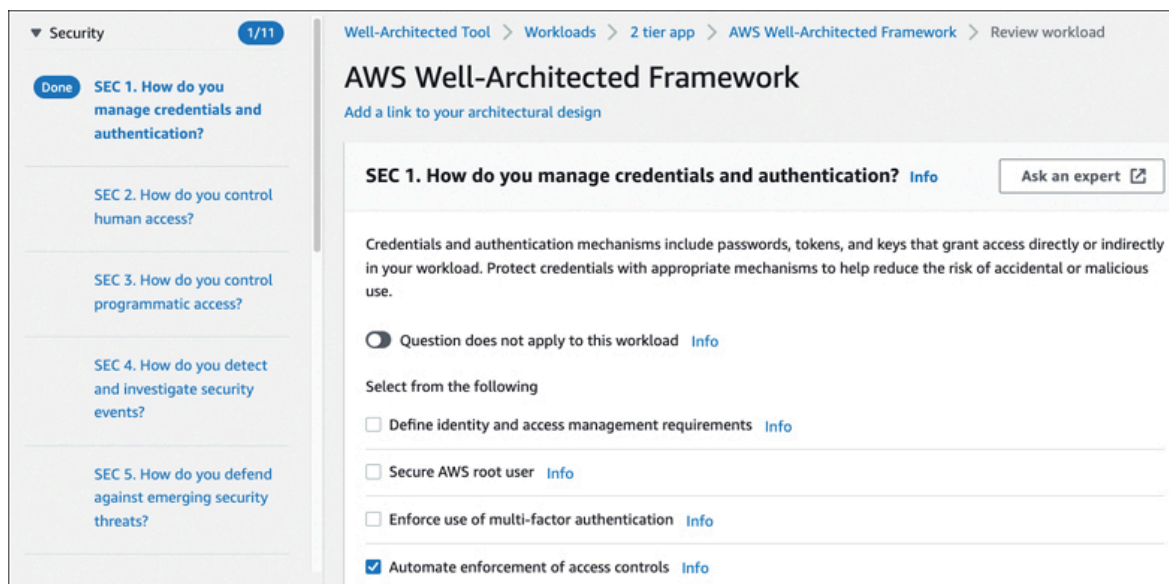 Security
1/11
Done
SEC 1. How do you
manage credentials and
authentication?
SEC 2. How do you control
human access?
SEC 3. How do you control
programmatic access?
SEC 4. How do you detect
and investigate security
events?
SEC 5. How do you defend
against emerging security
threats?
Well-Architected Tool > Workloads > 2 tier app > AWS Well-Architected Framework > Review workload
AWS Well-Architected Framework
Add a link to your architectural design
SEC 1. How do you manage credentials and authentication? Info
Ask an expert
Credentials and authentication mechanisms include passwords, tokens, and keys that grant access directly or indirectly
in your workload. Protect credentials with appropriate mechanisms to help reduce the risk of accidental or malicious
use.
Question does not apply to this workload Info
Select from the following
Define identity and access management requirements Info
Secure AWS root user Info
Enforce use of multi-factor authentication Info
Automate enforcement of access controls Info